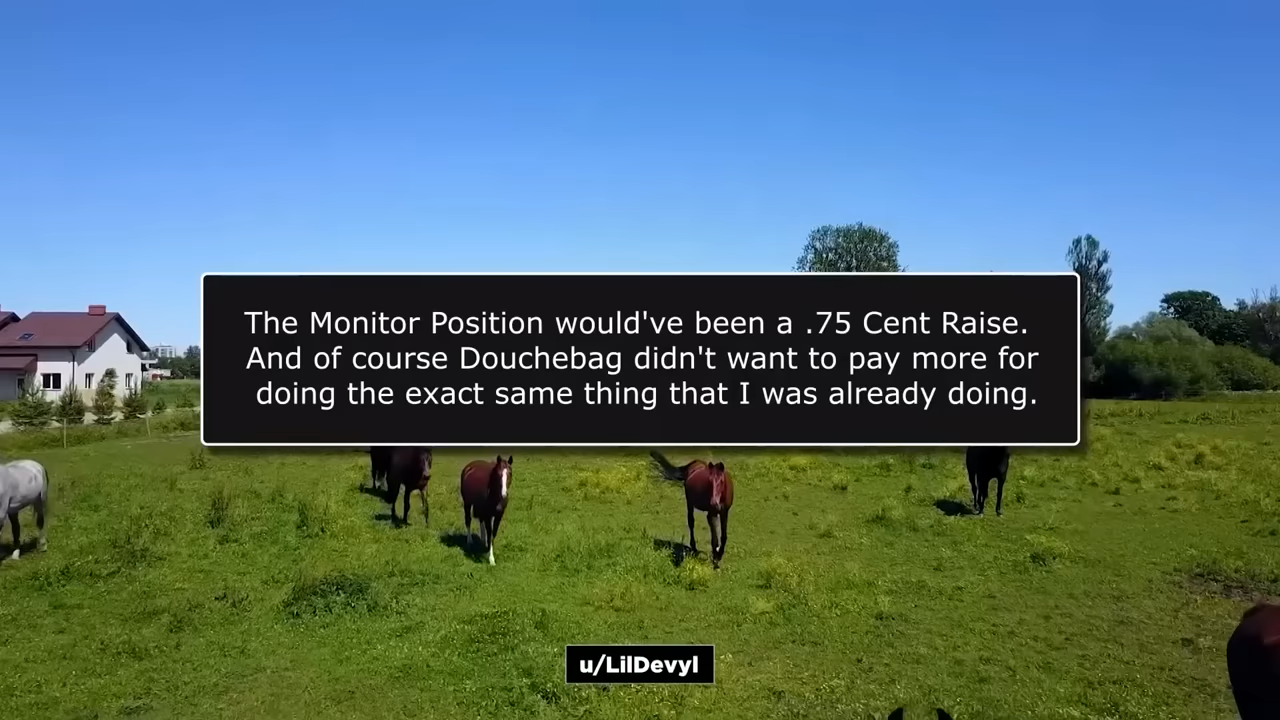 The Monitor Position would've been a .75 Cent Raise.
And of course Douchebag didn't want to pay more for
doing the exact same thing that I was already doing.
u/LilDevyl